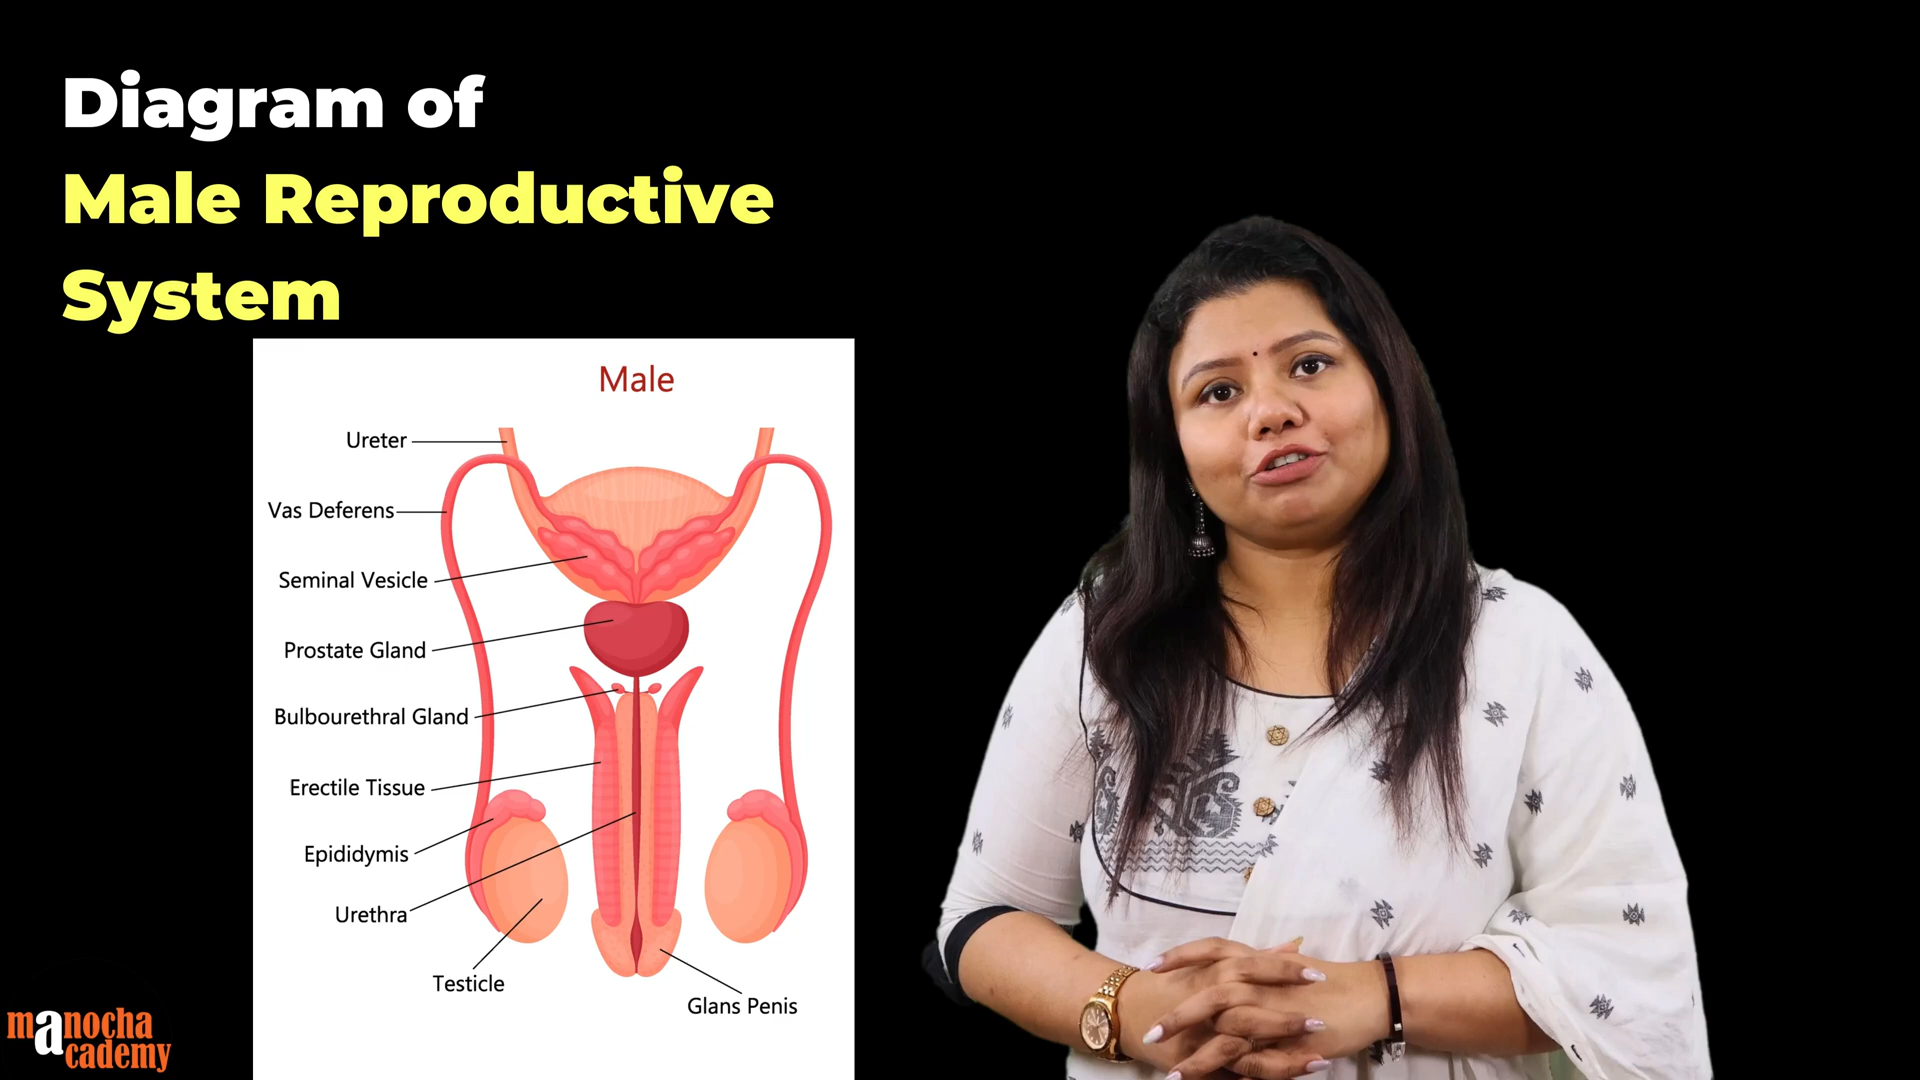 Diagram of
Male Reproductive
System
Male
Ureter
Vas Deferens
Seminal Vesicle
Prostate Gland
Bulbourethral Gland
Erectile Tissue
Epididymis
Urethra
Testicle
Glans Penis
manocha
cademy